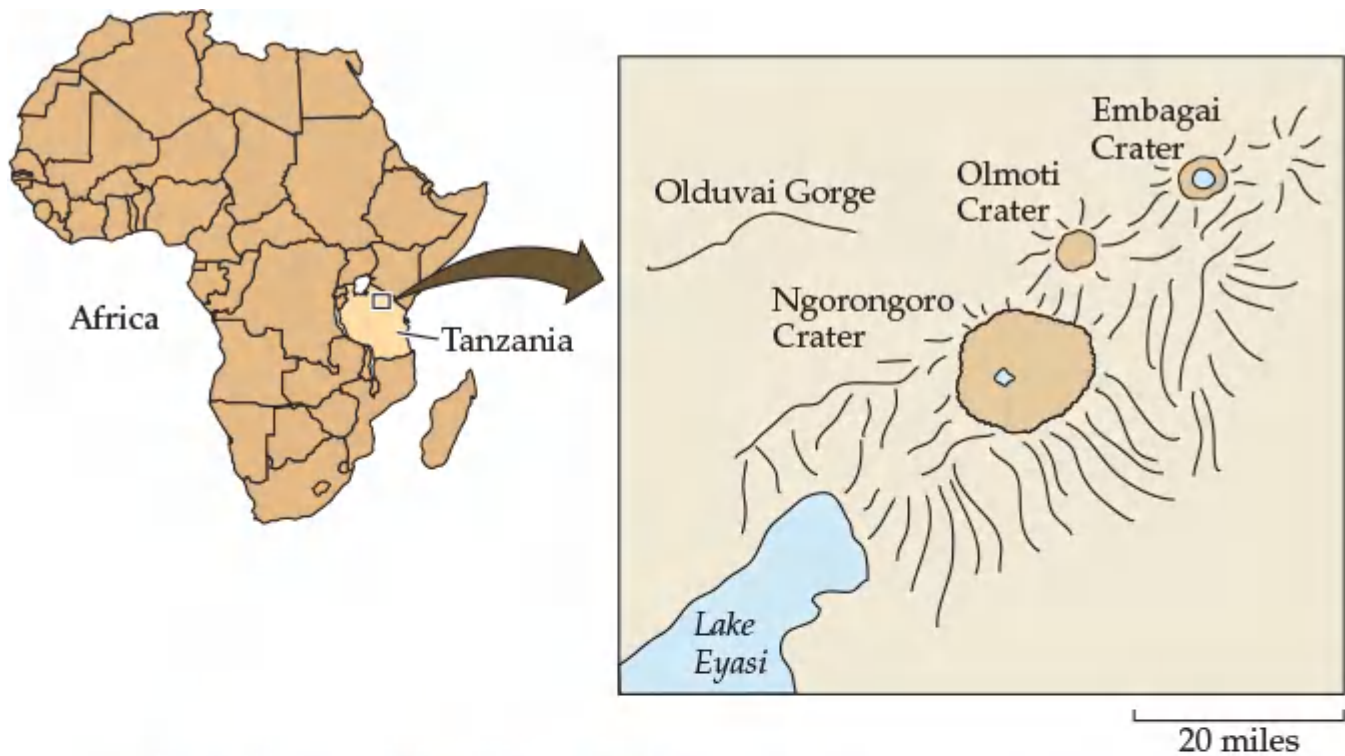 Africa
Tanzania
Embagai
Crater
Olmoti
Crater
Olduvai Gorge
Ngorongoro
Crater
Lake
Eyasi
20 miles